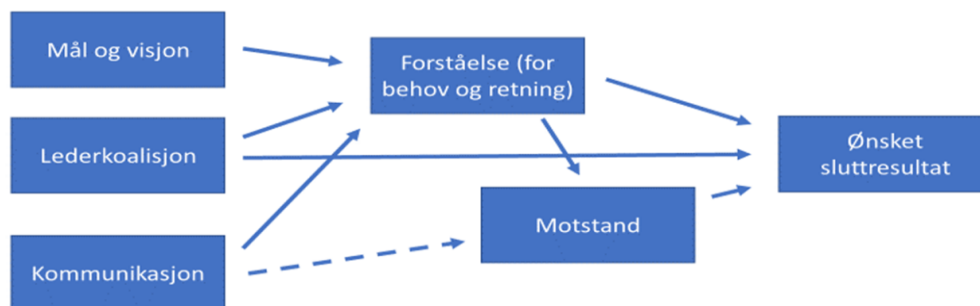 Mål og visjon
Forståelse (for
behov og retning)
Lederkoalisjon
Ønsket
sluttresultat
Motstand
Kommunikasjon